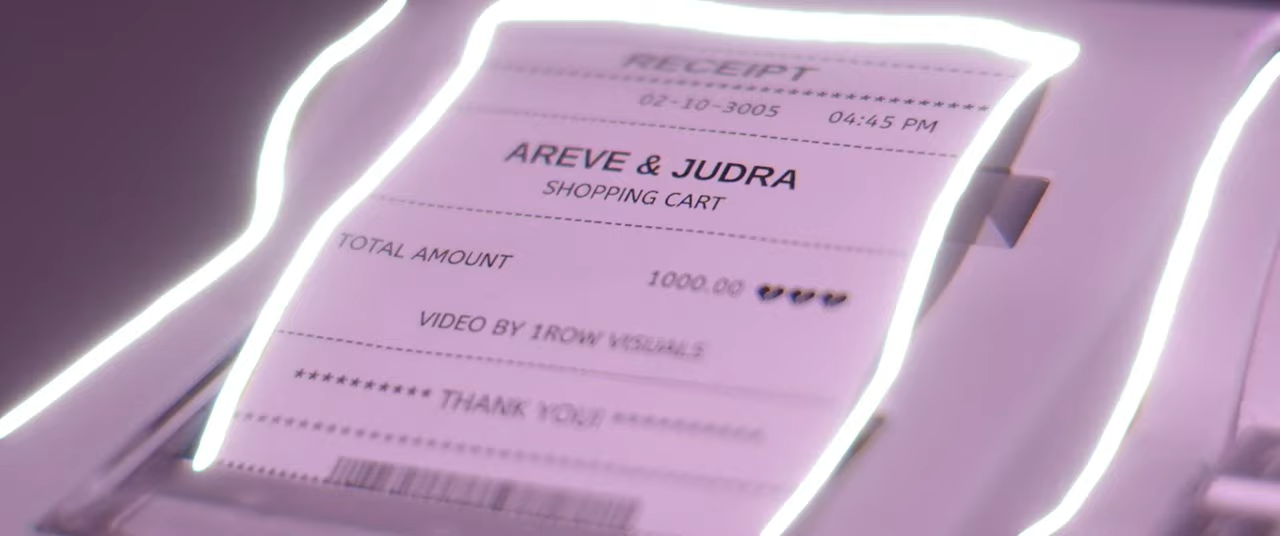 RECEIPT
********************************
02-10-3005 04:45 PM
AREVE & JUDRA
SHOPPING CART
TOTAL AMOUNT 1000.00 💔💔💔
VIDEO BY 1ROW VISUALS
********** THANK YOU! **********